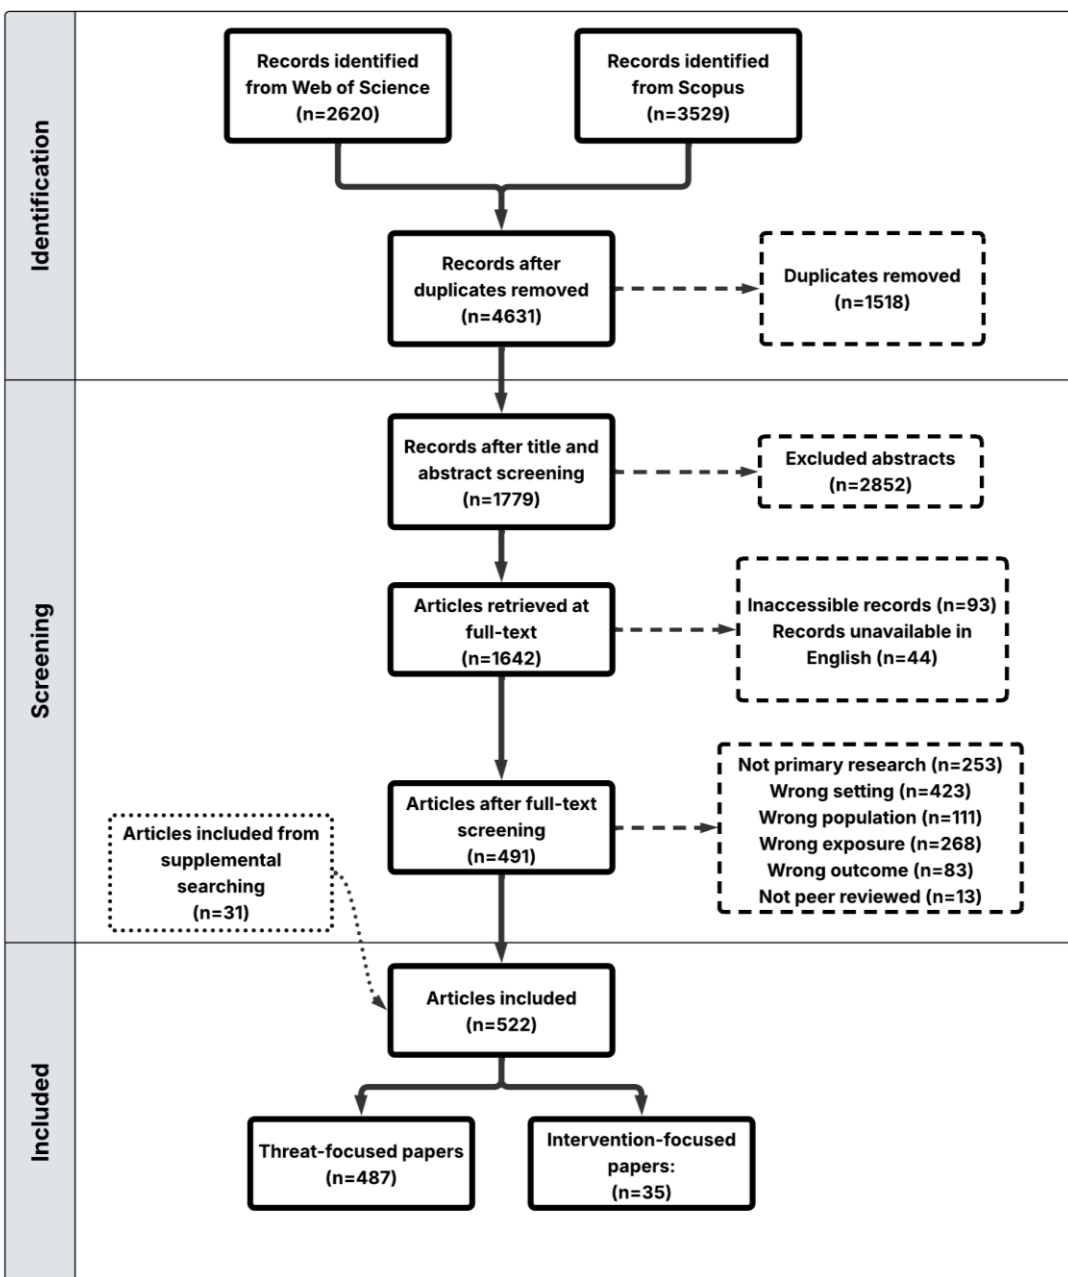 Identification
Records identified
from Web of Science
(n=2620)
Records identified
from Scopus
(n=3529)
Records after
duplicates removed
(n=4631)
Duplicates removed
(n=1518)
Screening
Records after title and
abstract screening
(n=1779)
Excluded abstracts
(n=2852)
Articles retrieved at
full-text
(n=1642)
Inaccessible records (n=93)
Records unavailable in
English (n=44)
Articles after full-text
screening
(n=491)
Not primary research (n=253)
Wrong setting (n=423)
Wrong population (n=111)
Wrong exposure (n=268)
Wrong outcome (n=83)
Not peer reviewed (n=13)
Articles included from
supplemental
searching
(n=31)
Included
Articles included
(n=522)
Threat-focused papers
(n=487)
Intervention-focused
papers:
(n=35)